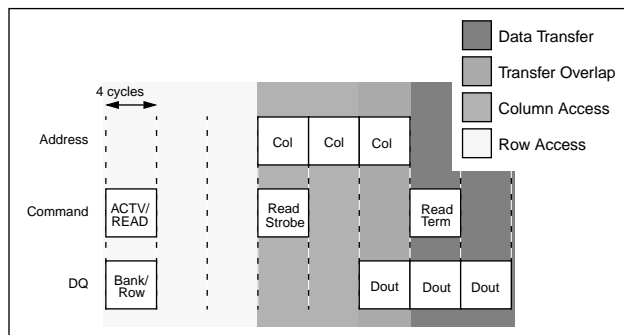 Data Transfer
Transfer Overlap
Column Access
Row Access
4 cycles
Address
Col
Col
Col
Command
ACTV/
READ
Read
Strobe
Read
Term
DQ
Bank/
Row
Dout
Dout
Dout